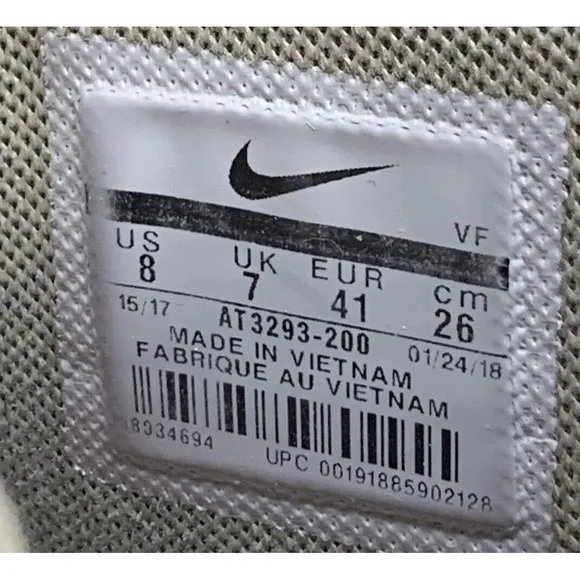 VF
US UK EUR cm
8 7 41 26
15/17 AT3293-200 01/24/18
MADE IN VIETNAM
FABRIQUE AU VIETNAM
8034694
UPC 00191885902128